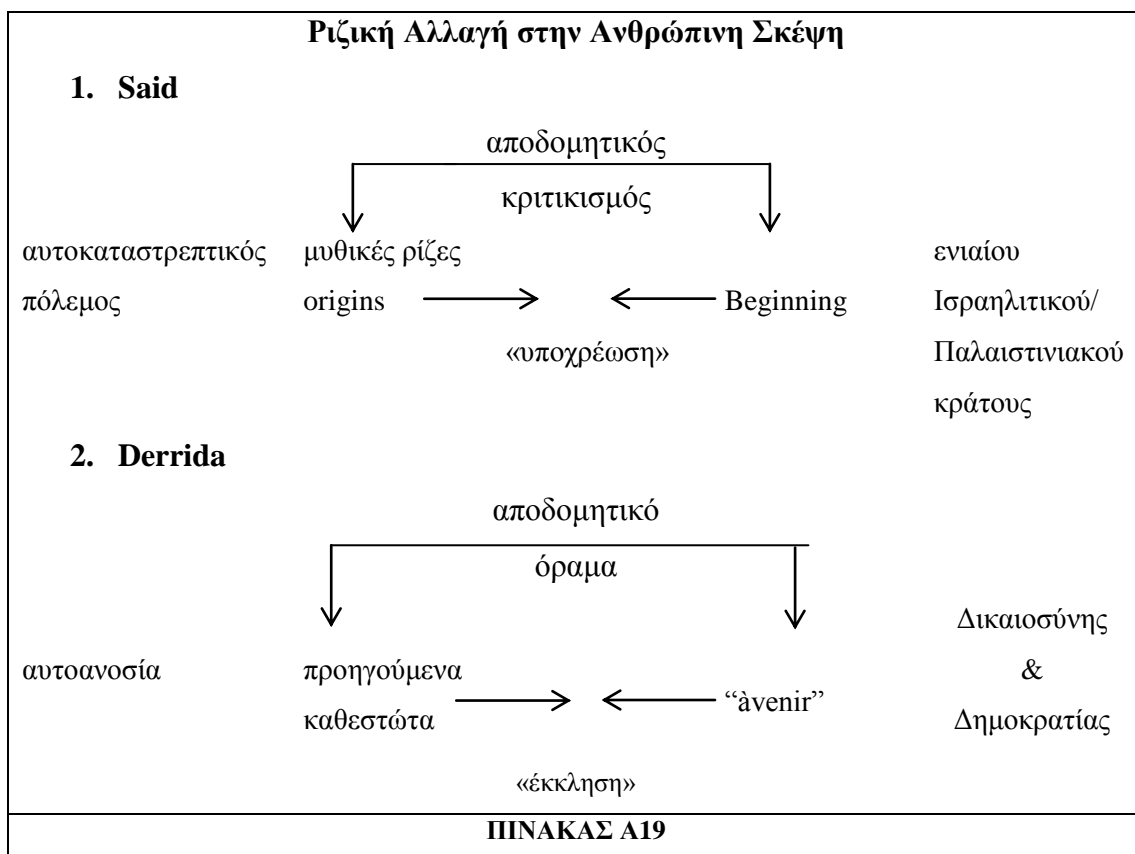 Ριζική Αλλαγή στην Ανθρώπινη Σκέψη
1. Said
αποδομητικός
κριτικισμός
αυτοκαταστρεπτικός μυθικές ρίζες ενιαίου
πόλεμος origins Beginning Ισραηλιτικού/
«υποχρέωση» Παλαιστινιακού
κράτους
2. Derrida
αποδομητικό
όραμα
Δικαιοσύνης
αυτοανοσία προηγούμενα &
καθεστώτα “àvenir” Δημοκρατίας
«έκκληση»
ΠΙΝΑΚΑΣ Α19